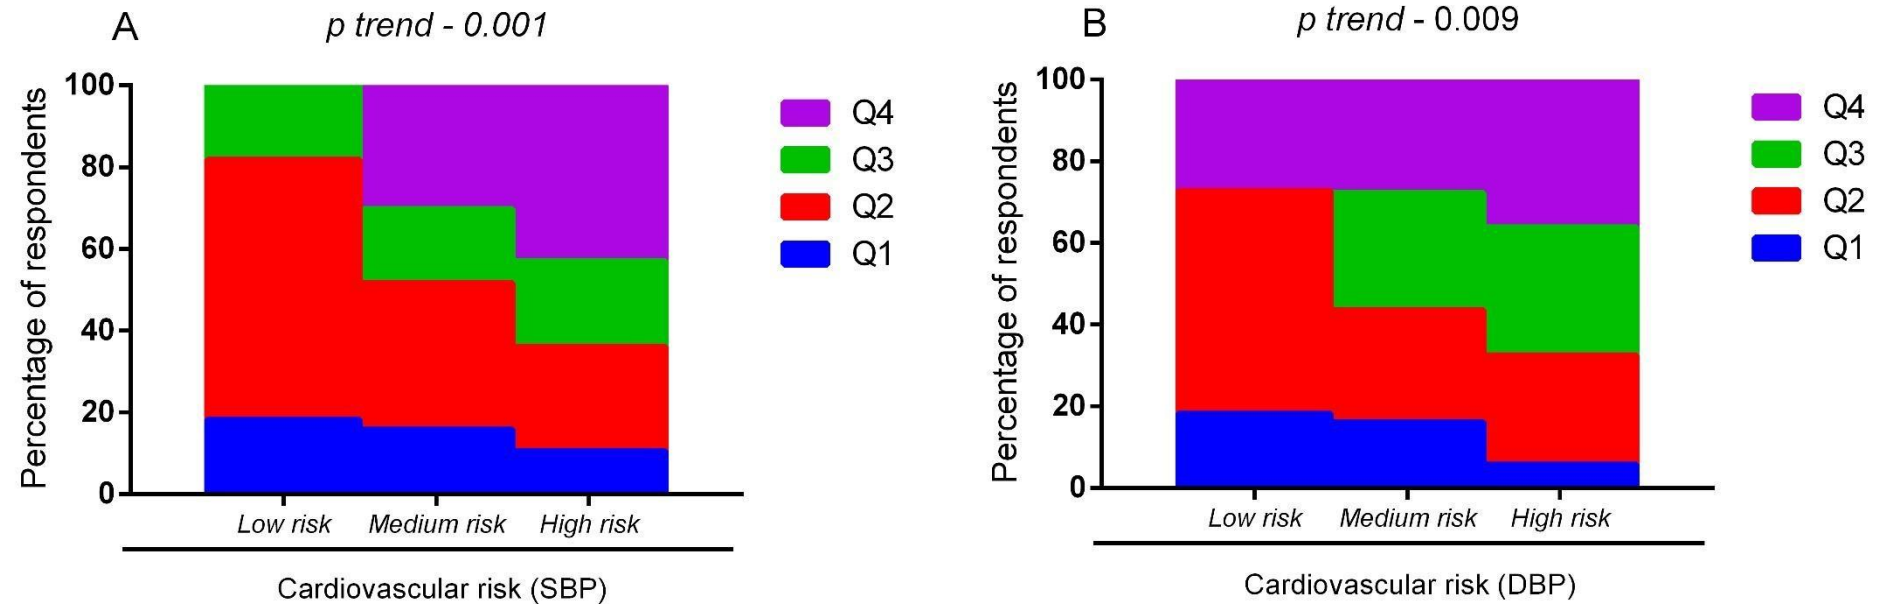 A
p trend - 0.001
Percentage of respondents
100
80
60
40
20
0
Low risk
Medium risk
High risk
Cardiovascular risk (SBP)
Q4
Q3
Q2
Q1
B
p trend - 0.009
Percentage of respondents
100
80
60
40
20
0
Low risk
Medium risk
High risk
Cardiovascular risk (DBP)
Q4
Q3
Q2
Q1